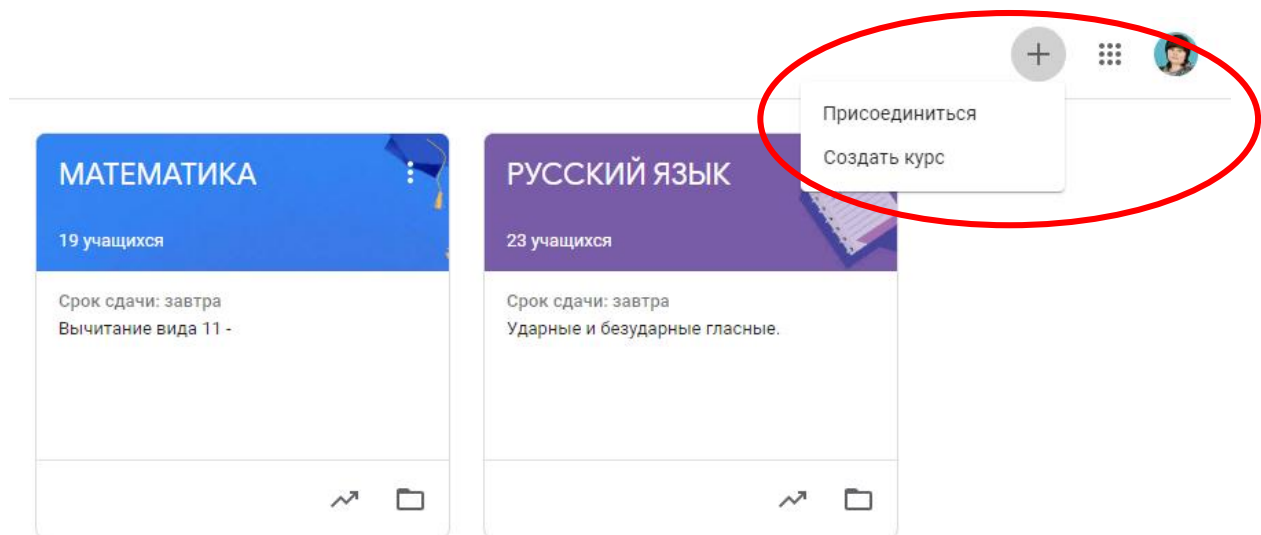 Присоединиться
Создать курс
МАТЕМАТИКА
19 учащихся
Срок сдачи: завтра
Вычитание вида 11 -
РУССКИЙ ЯЗЫК
23 учащихся
Срок сдачи: завтра
Ударные и безударные гласные.